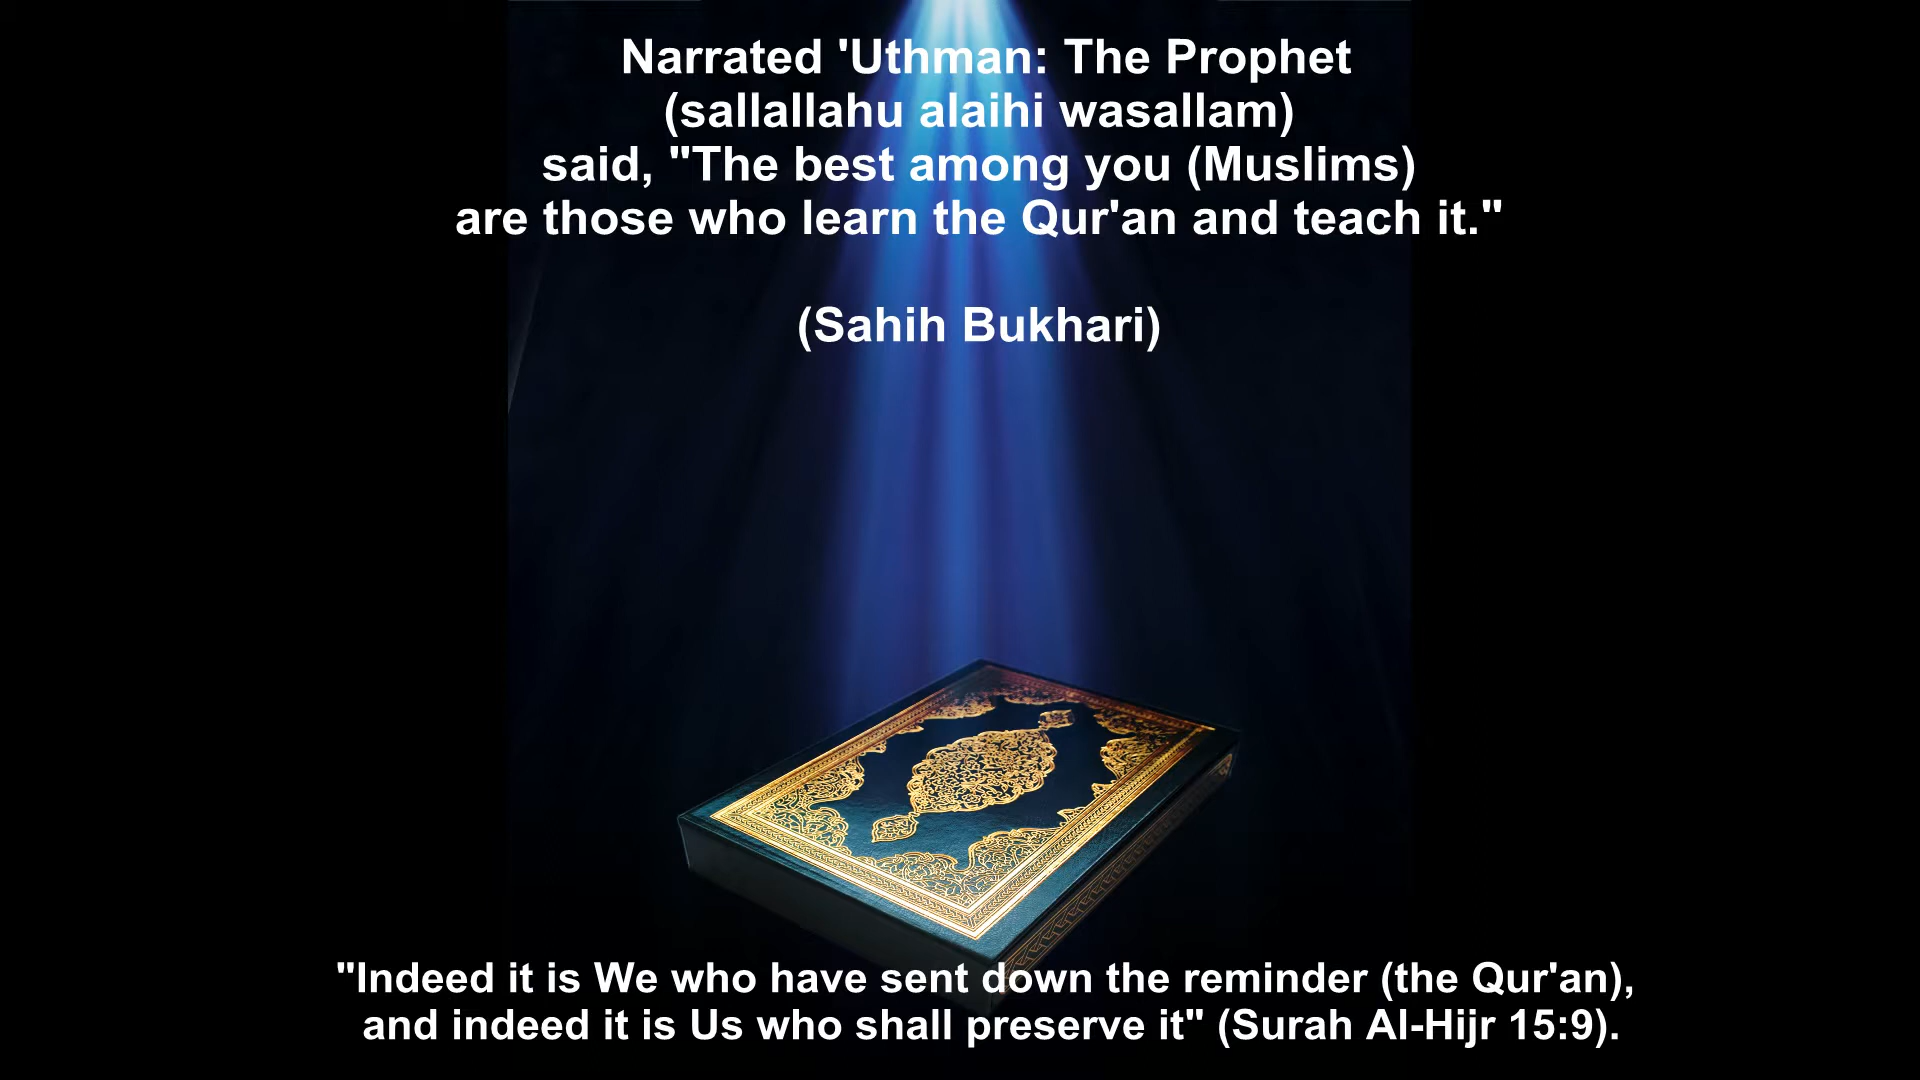 Narrated 'Uthman: The Prophet
(sallallahu alaihi wasallam)
said, "The best among you (Muslims)
are those who learn the Qur'an and teach it."
(Sahih Bukhari)
"Indeed it is We who have sent down the reminder (the Qur'an),
and indeed it is Us who shall preserve it" (Surah Al-Hijr 15:9).